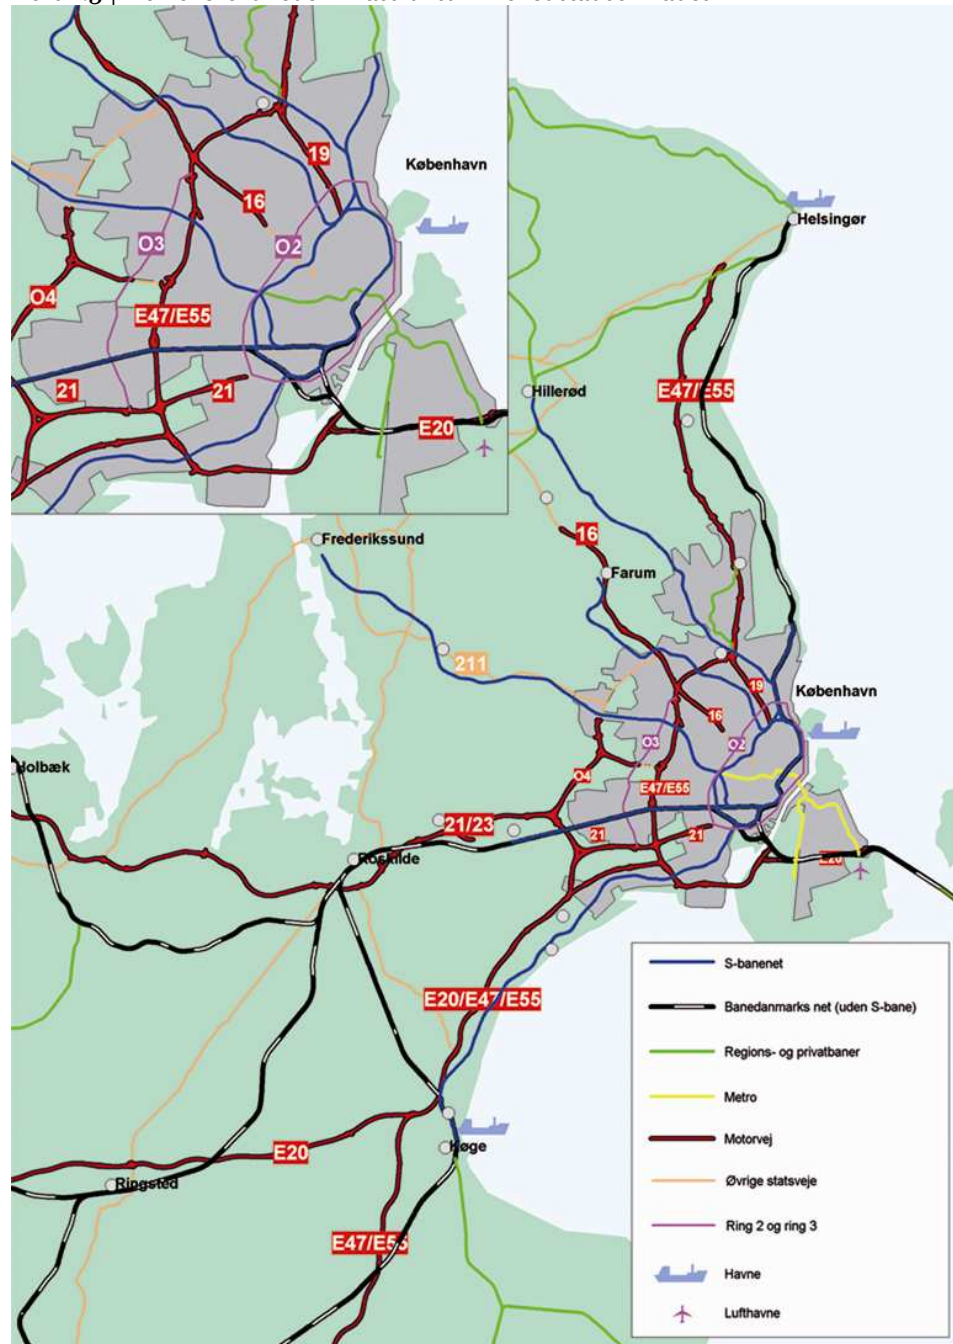 København
19
16
O3
O2
O4
E47/E55
21
21
E20
Helsingør
Hillerød
E47/E55
16
Frederikssund
Farum
211
København
19
16
O3
O2
O4
E47/E55
Holbæk
21/23
21
21
Roskilde
E20
E20/E47/E55
Køge
E20
Ringsted
E47/E55
S-banenet
Banedanmarks net (uden S-bane)
Regions- og privatbaner
Metro
Motorvej
Øvrige statsveje
Ring 2 og ring 3
Havne
Lufthavne